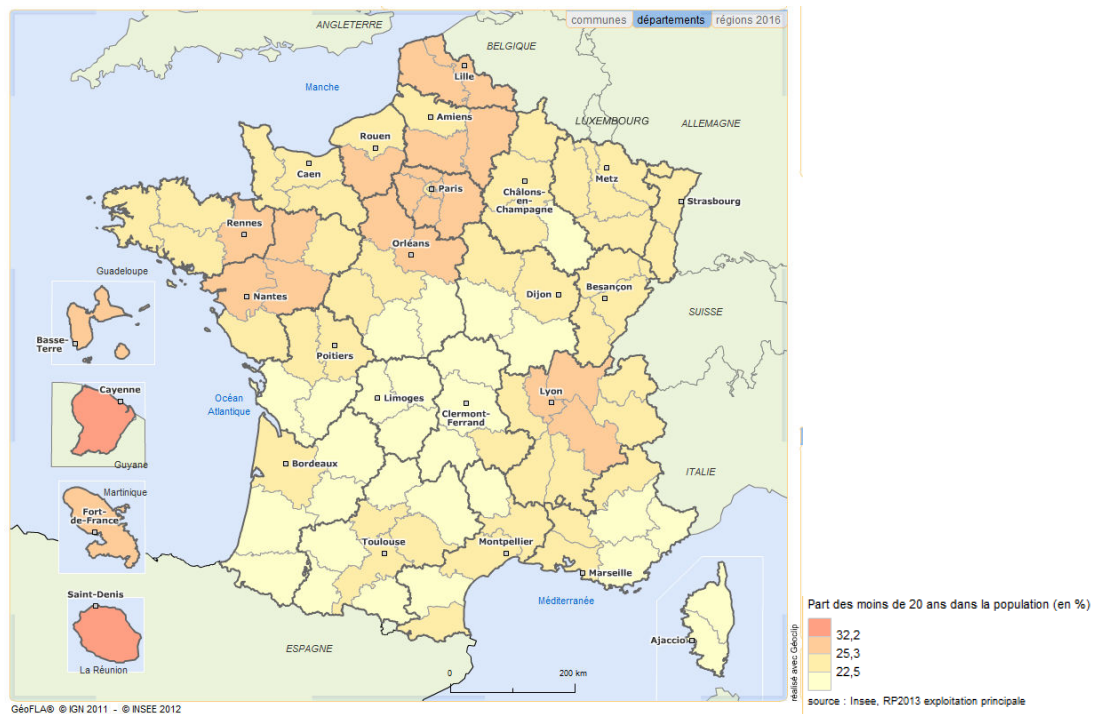 communes départements régions 2016
ANGLETERRE
BELGIQUE
Lille
Manche
Amiens
LUXEMBOURG
ALLEMAGNE
Rouen
Caen
Metz
Paris
Châlons-
en-
Champagne
Strasbourg
Rennes
Orléans
Guadeloupe
Nantes
Dijon
Besançon
SUISSE
Basse-
Terre
Poitiers
Cayenne
Océan
Atlantique
Limoges
Lyon
Clermont-
Ferrand
Guyane
Bordeaux
ITALIE
Martinique
Fort-
de-France
Toulouse
Montpellier
Marseille
Saint-Denis
Méditerranée
La Réunion
ESPAGNE
Ajaccio
0 200 km
réalisé avec Géoclip
Part des moins de 20 ans dans la population (en %)
32,2
25,3
22,5
source : Insee, RP2013 exploitation principale
GéoFLA® © IGN 2011 - © INSEE 2012